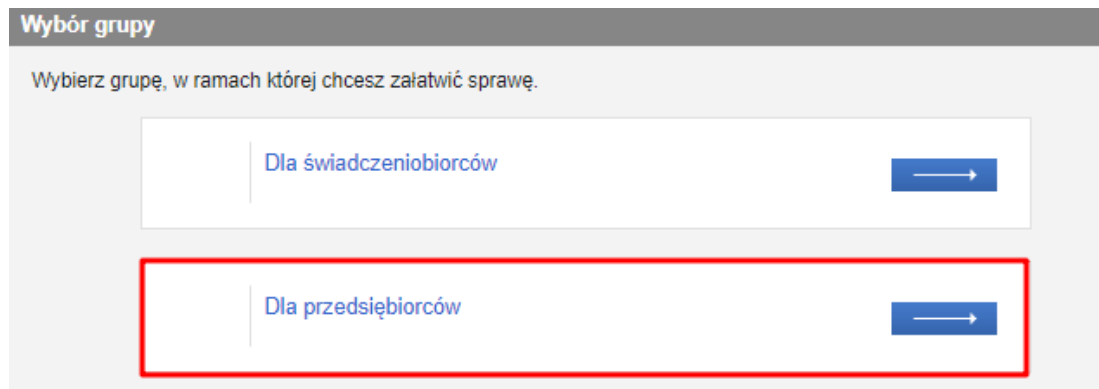 Wybór grupy
Wybierz grupę, w ramach której chcesz załatwić sprawę.
Dla świadczeniobiorców
Dla przedsiębiorców